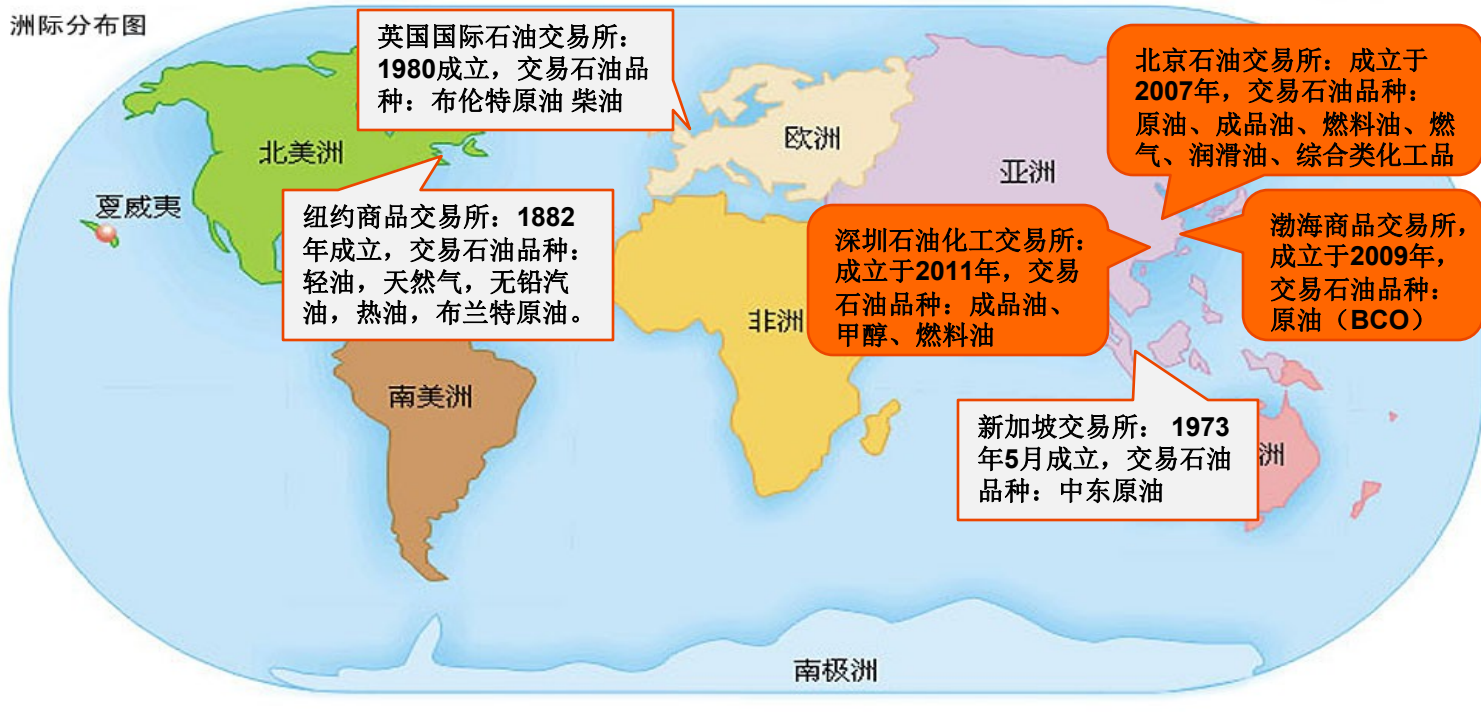 洲际分布图
英国国际石油交易所：
1980成立，交易石油品
种：布伦特原油 柴油
北京石油交易所：成立于
2007年，交易石油品种：
原油、成品油、燃料油、燃
气、润滑油、综合类化工品
北美洲
欧洲
亚洲
夏威夷
纽约商品交易所：1882
年成立，交易石油品种：
轻油，天然气，无铅汽
油，热油，布兰特原油。
深圳石油化工交易所：
成立于2011年，交易
石油品种：成品油、
甲醇、燃料油
渤海商品交易所，
成立于2009年，
交易石油品种：
原油（BCO）
非洲
南美洲
新加坡交易所： 1973
年5月成立，交易石油
品种：中东原油
洲
南极洲